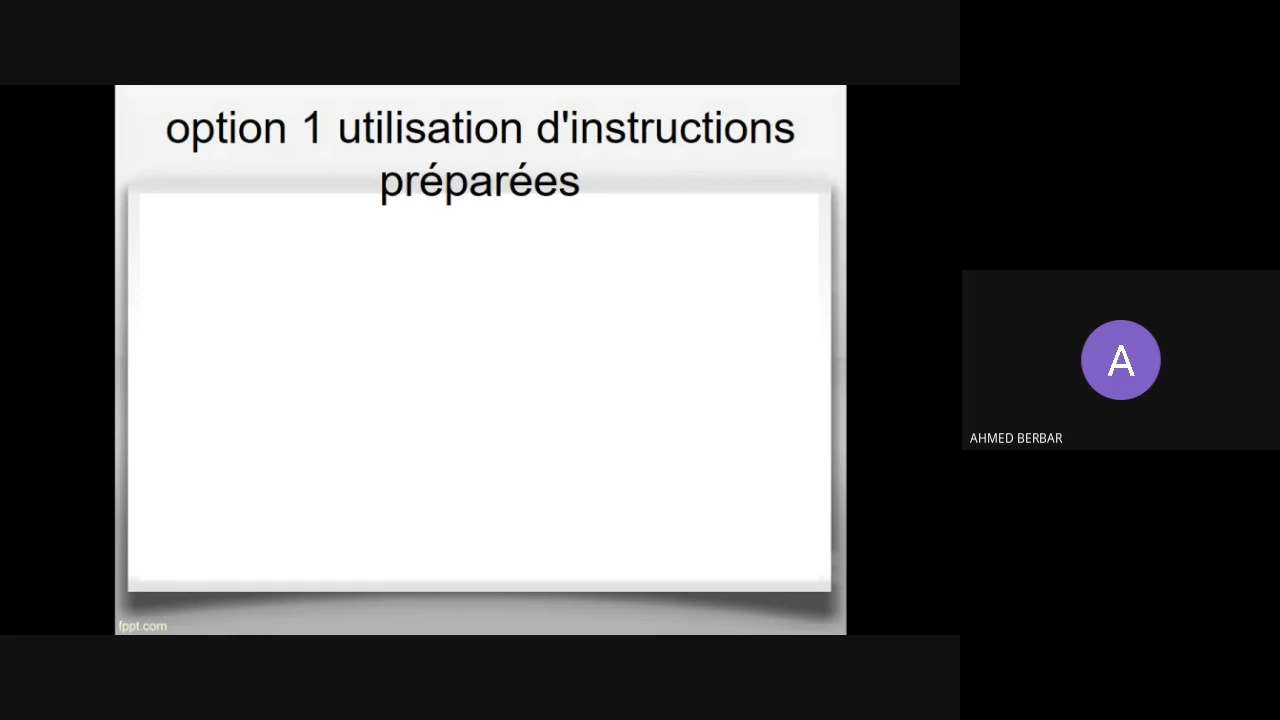 option 1 utilisation d'instructions
préparées
A
AHMED BERBAR
fppt.com